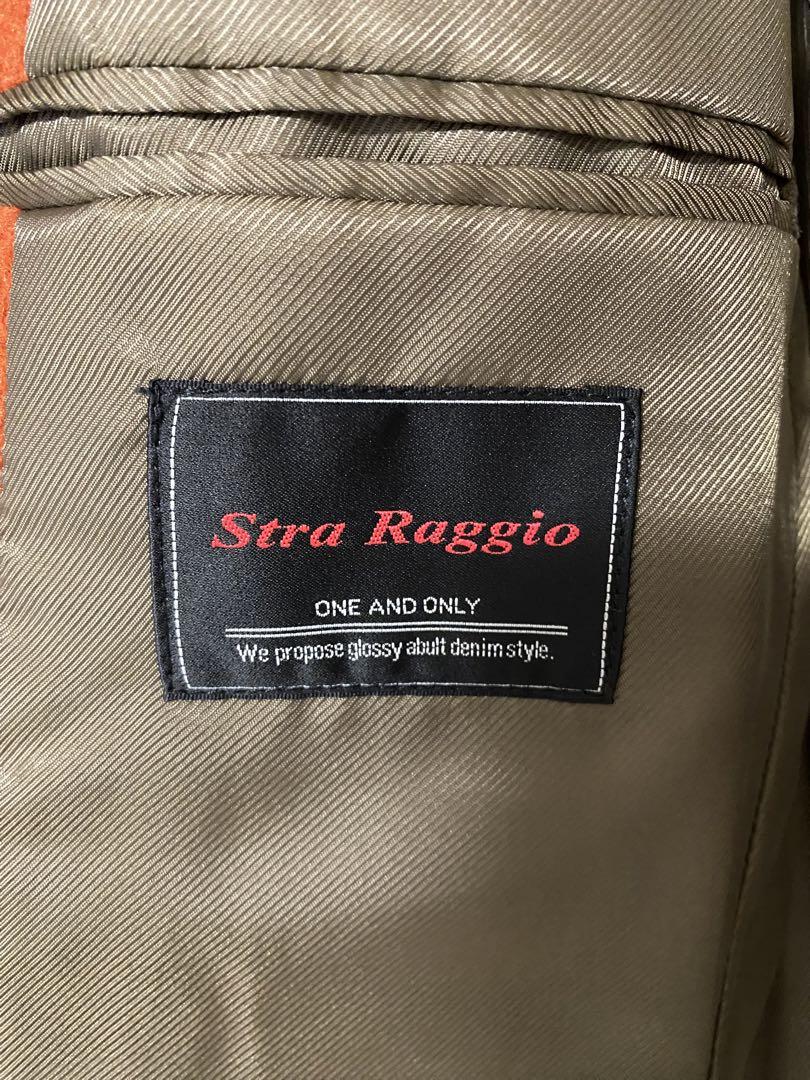 Stra Raggio
ONE AND ONLY
We propose glossy abult denim style.